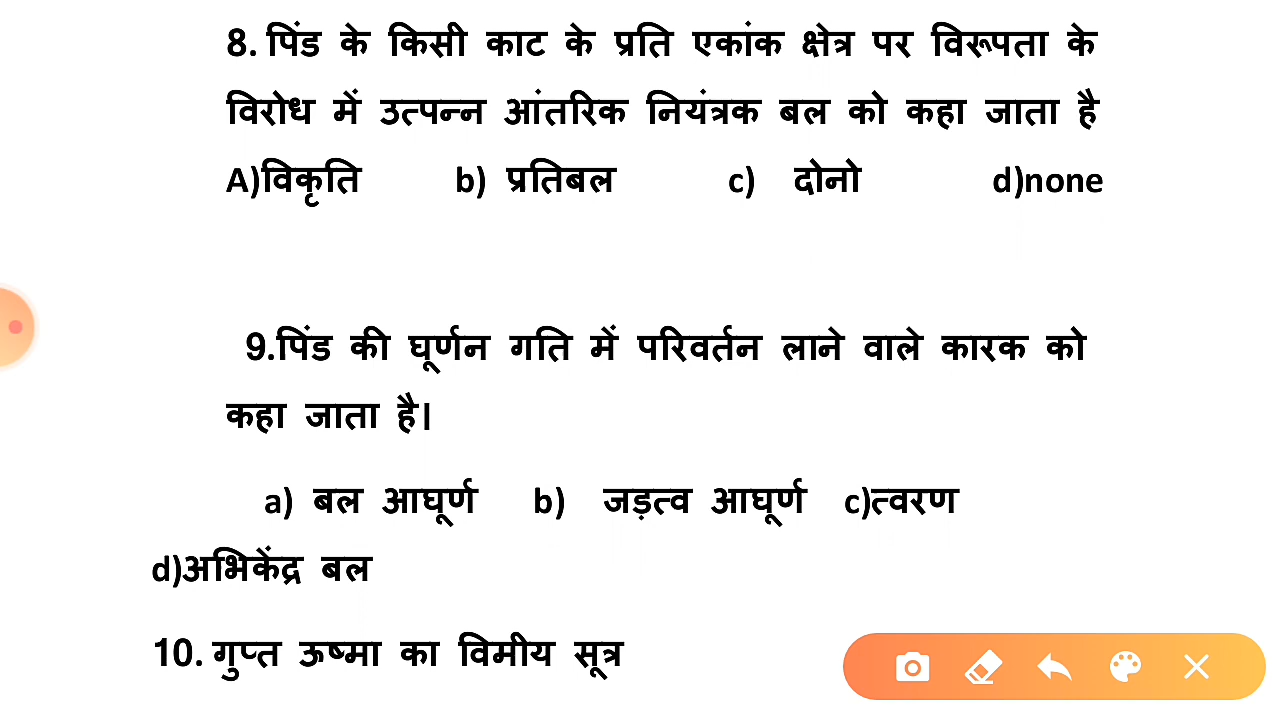 8. पिंड के किसी काट के प्रति एकांक क्षेत्र पर विरूपता के
विरोध में उत्पन्न आंतरिक नियंत्रक बल को कहा जाता है
A)विकृति b) प्रतिबल c) दोनो d)none
9.पिंड की घूर्णन गति में परिवर्तन लाने वाले कारक को
कहा जाता है।
a) बल आघूर्ण b) जड़त्व आघूर्ण c)त्वरण
d)अभिकेंद्र बल
10. गुप्त ऊष्मा का विमीय सूत्र